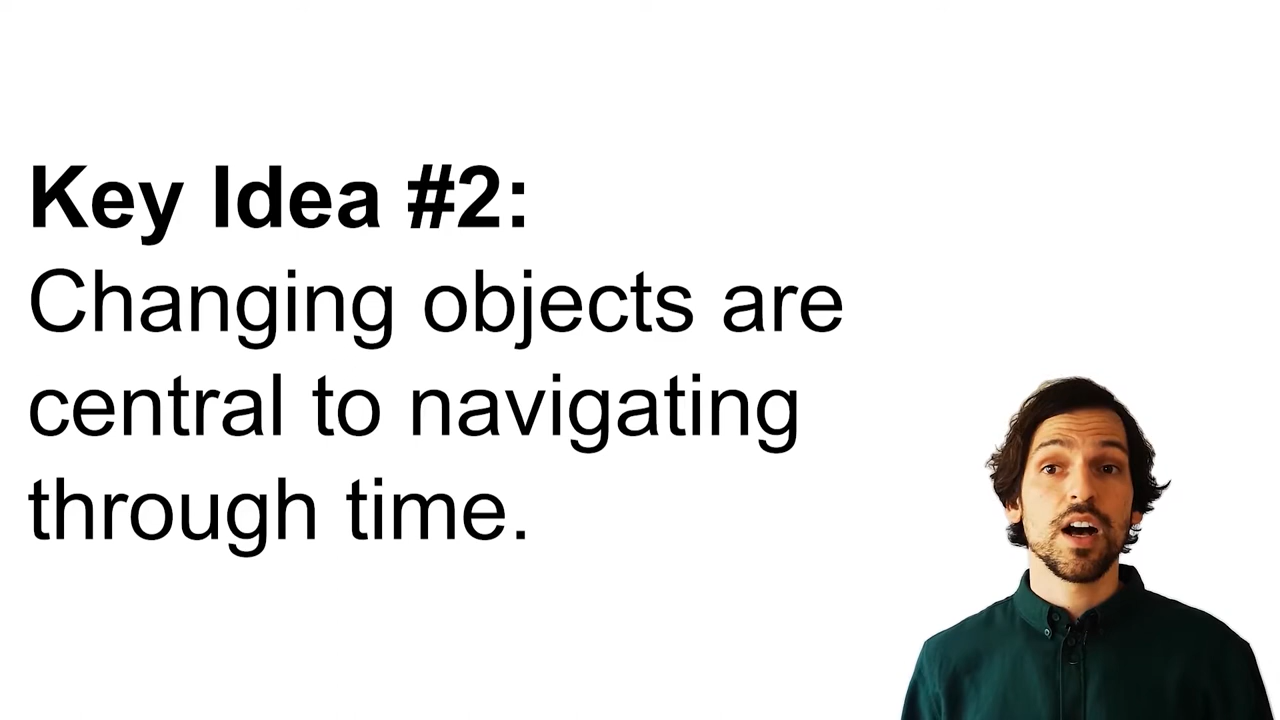 Key Idea #2:
Changing objects are
central to navigating
through time.